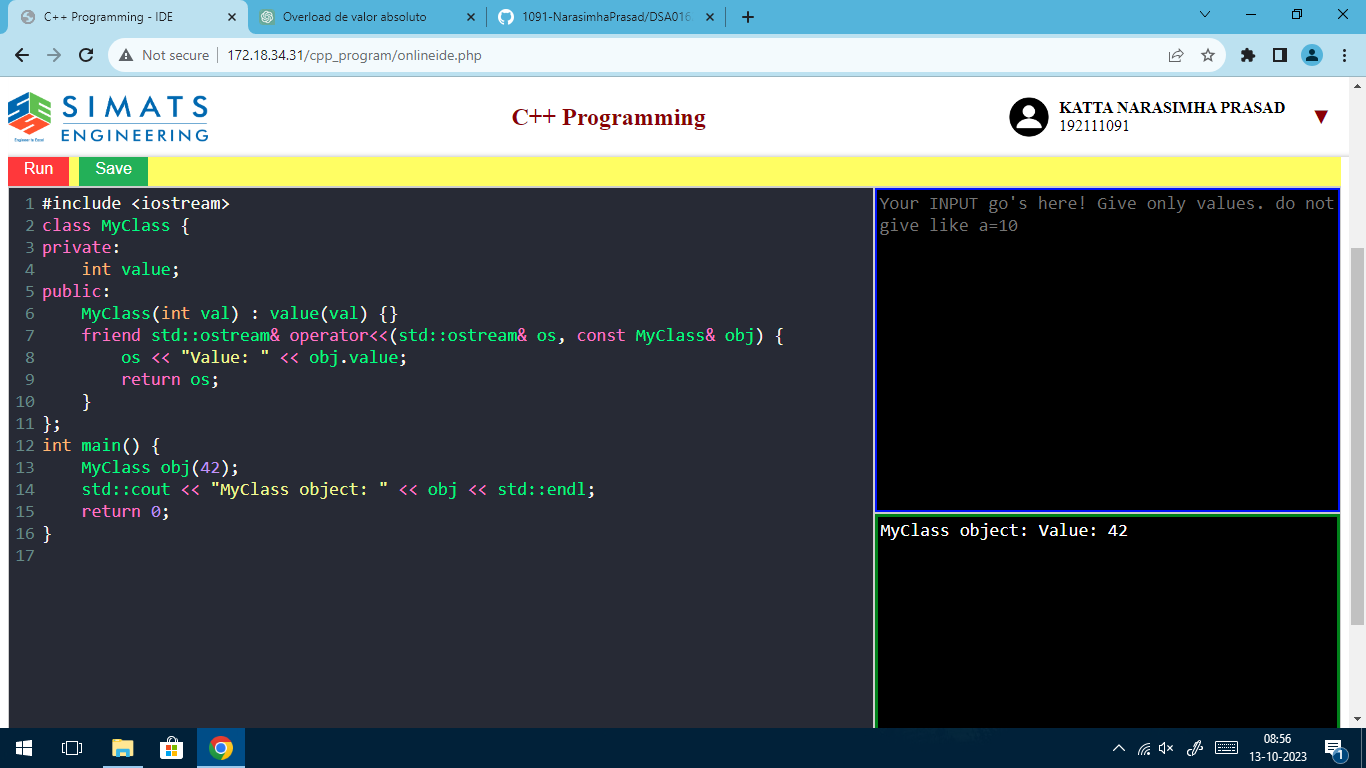 C++ Programming - IDE
Overload de valor absoluto
1091-NarasimhaPrasad/DSA016
Not secure
172.18.34.31/cpp_program/onlineide.php
SIMATS
ENGINEERING
Engineer to Excel
C++ Programming
KATTA NARASIMHA PRASAD
192111091
Run
Save
1 #include <iostream>
2 class MyClass {
3 private:
4     int value;
5 public:
6     MyClass(int val) : value(val) {}
7     friend std::ostream& operator<<(std::ostream& os, const MyClass& obj) {
8         os << "Value: " << obj.value;
9         return os;
10     }
11 };
12 int main() {
13     MyClass obj(42);
14     std::cout << "MyClass object: " << obj << std::endl;
15     return 0;
16 }
17
Your INPUT go's here! Give only values. do not
give like a=10
MyClass object: Value: 42
08:56
13-10-2023
1